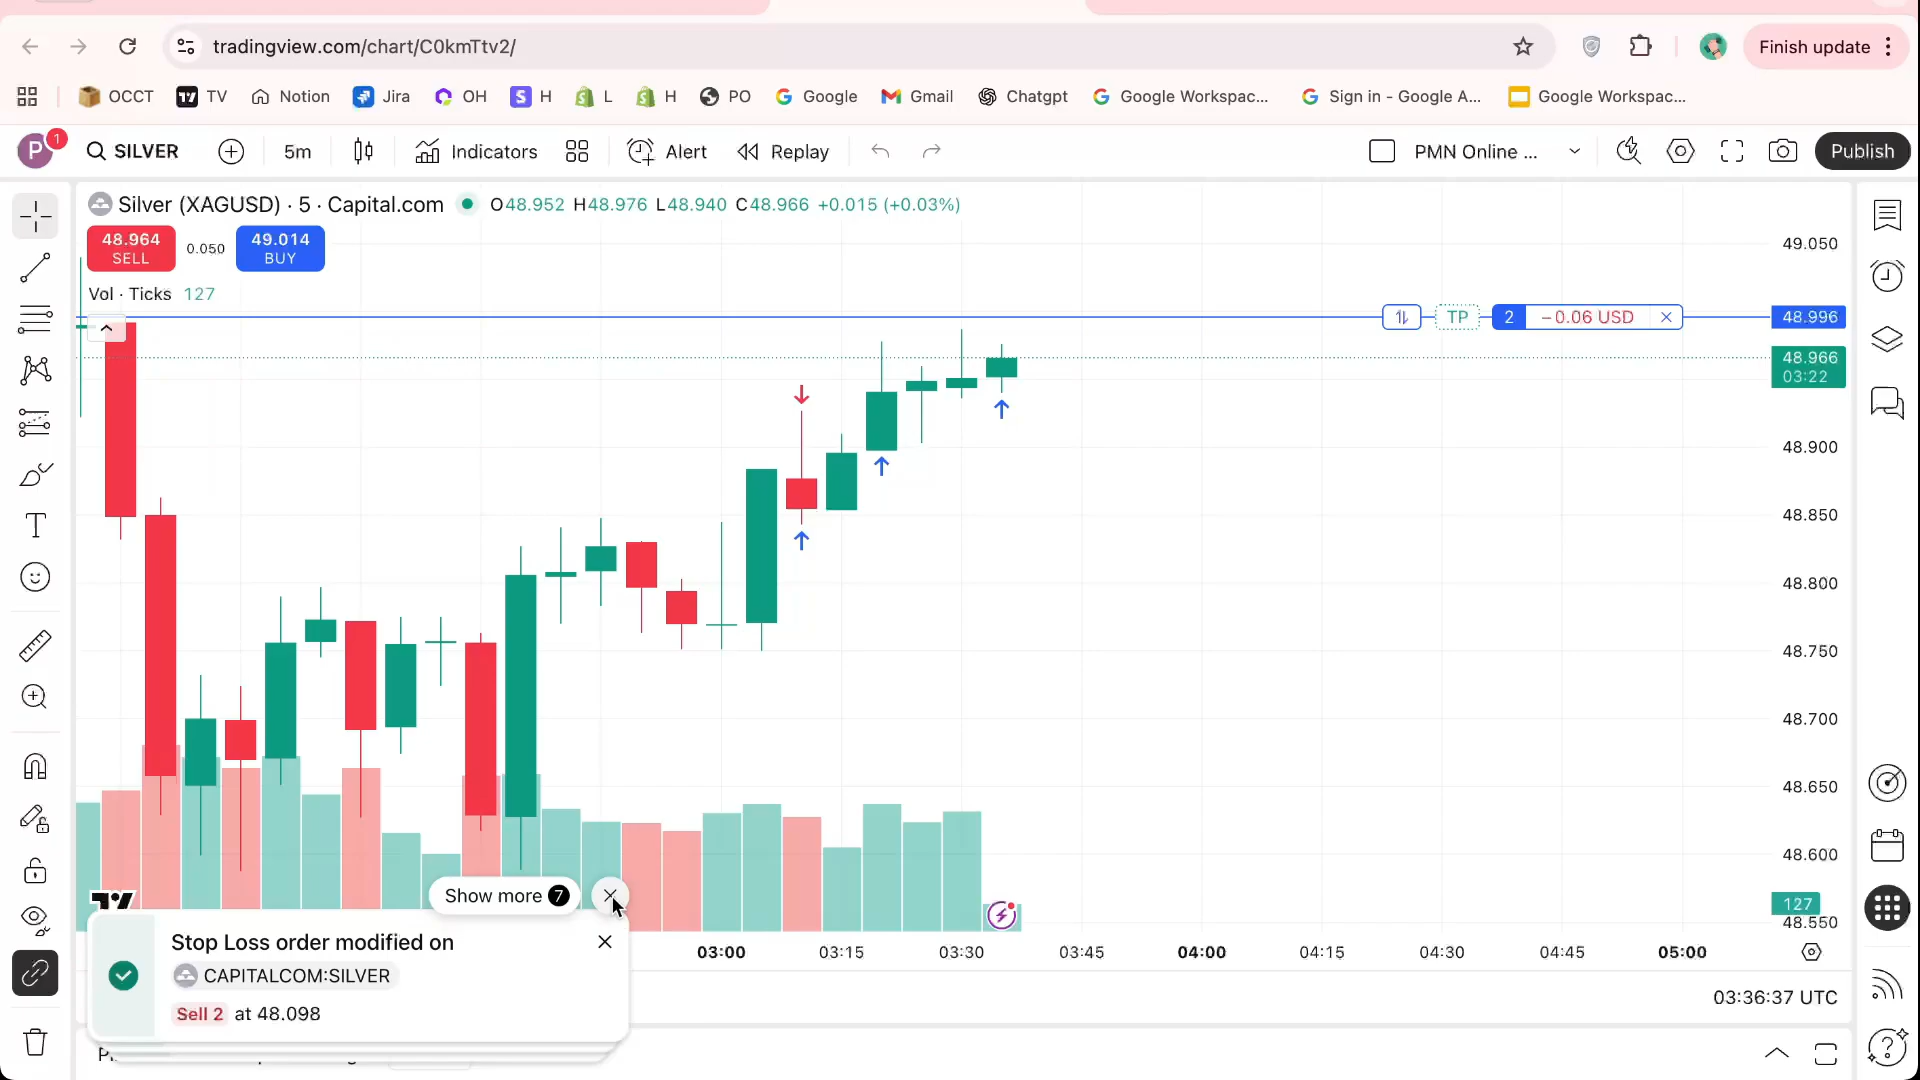 tradingview.com/chart/C0kmTtv2/
Finish update
OCCT
TV
Notion
Jira
OH
S H
L
H
PO
Google
Gmail
Chatgpt
Google Workspac...
Sign in - Google A...
Google Workspac...
P 1
SILVER
5m
Indicators
Alert
Replay
PMN Online ...
Publish
Silver (XAGUSD) · 5 · Capital.com
O48.952 H48.976 L48.940 C48.966 +0.015 (+0.03%)
48.964
SELL
0.050
49.014
BUY
Vol · Ticks 127
49.050
TP
2
−0.06 USD
48.996
48.966
03:22
48.900
48.850
48.800
48.750
48.700
48.650
48.600
127
48.550
Show more 7
03:00
03:15
03:30
03:45
04:00
04:15
04:30
04:45
05:00
Stop Loss order modified on
CAPITALCOM:SILVER
Sell 2 at 48.098
03:36:37 UTC